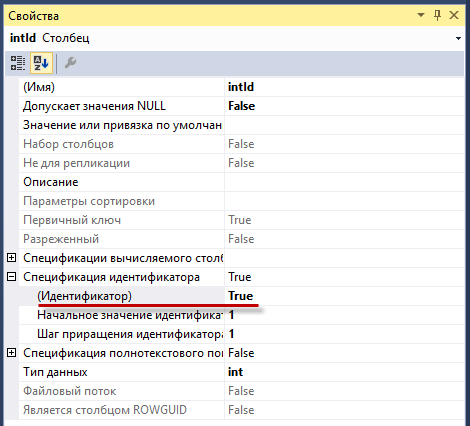 Свойства
intId Столбец
(Имя) intId
Допускает значения NULL False
Значение или привязка по умолчан
Набор столбцов False
Не для репликации False
Описание
Параметры сортировки
Первичный ключ True
Разреженный False
Спецификации вычисляемого столб
Спецификация идентификатора True
(Идентификатор) True
Начальное значение идентификат 1
Шаг приращения идентификатора 1
Спецификация полнотекстового пои False
Тип данных int
Файловый поток False
Является столбцом ROWGUID False